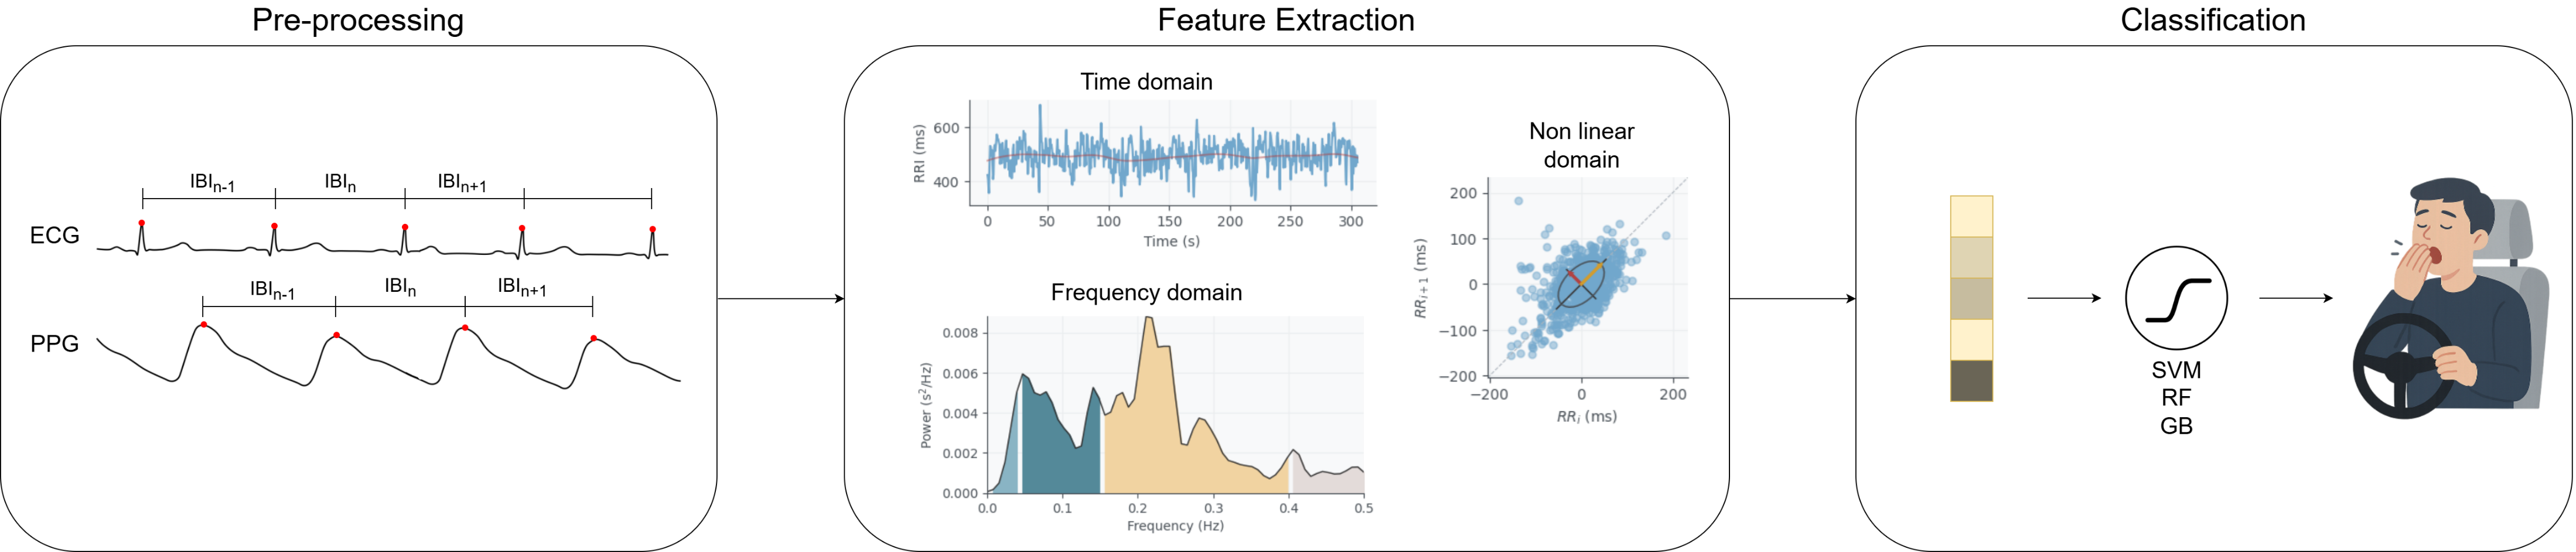 Pre-processing
IBIn-1 IBIn IBIn+1
ECG
IBIn-1 IBIn IBIn+1
PPG
Feature Extraction
Time domain
RRI (ms)
600
400
0 50 100 150 200 250 300
Time (s)
Frequency domain
Power (s²/Hz)
0.008
0.006
0.004
0.002
0.000
0.0 0.1 0.2 0.3 0.4 0.5
Frequency (Hz)
Non linear
domain
RRi+1 (ms)
200
100
0
−100
−200
−200 0 200
RRi (ms)
Classification
SVM
RF
GB